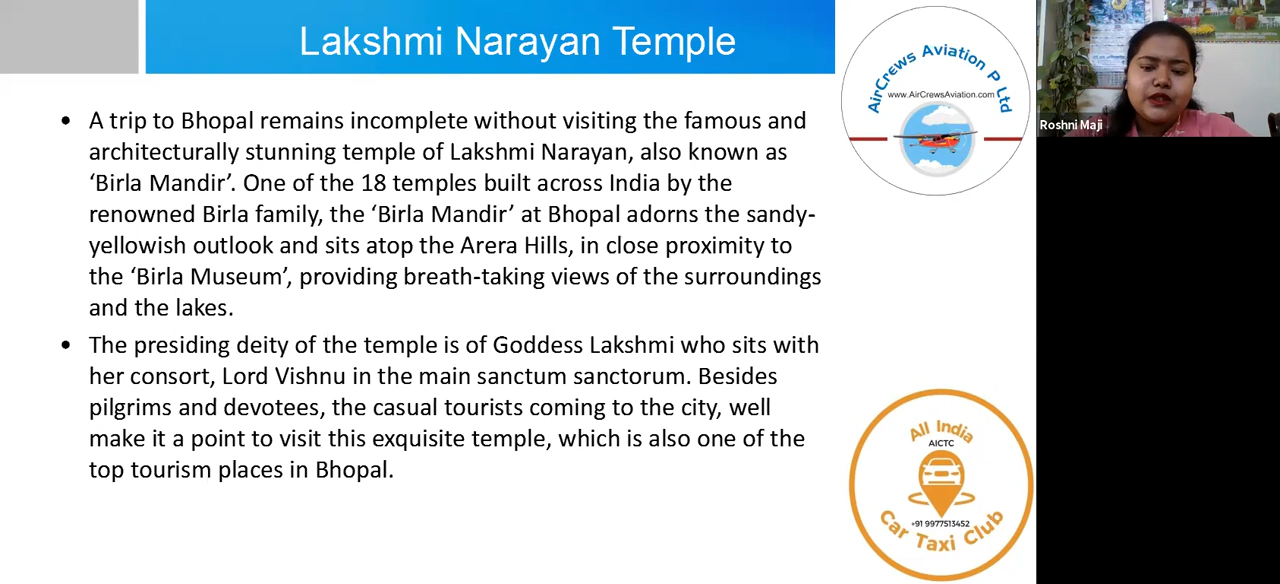 Lakshmi Narayan Temple
• A trip to Bhopal remains incomplete without visiting the famous and
architecturally stunning temple of Lakshmi Narayan, also known as
‘Birla Mandir’. One of the 18 temples built across India by the
renowned Birla family, the ‘Birla Mandir’ at Bhopal adorns the sandy-
yellowish outlook and sits atop the Arera Hills, in close proximity to
the ‘Birla Museum’, providing breath-taking views of the surroundings
and the lakes.
• The presiding deity of the temple is of Goddess Lakshmi who sits with
her consort, Lord Vishnu in the main sanctum sanctorum. Besides
pilgrims and devotees, the casual tourists coming to the city, well
make it a point to visit this exquisite temple, which is also one of the
top tourism places in Bhopal.
AirCrews Aviation P Ltd
www.AirCrewsAviation.com
Roshni Maji
All India
AICTC
+91 9977513452
Car Taxi Club